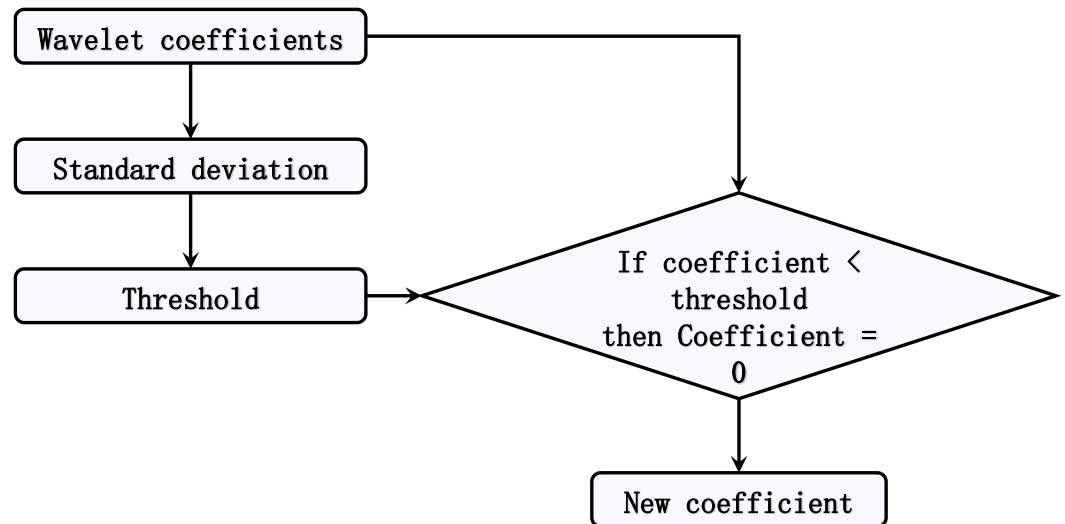 Wavelet coefficients
Standard deviation
Threshold
If coefficient <
threshold
then Coefficient =
0
New coefficient